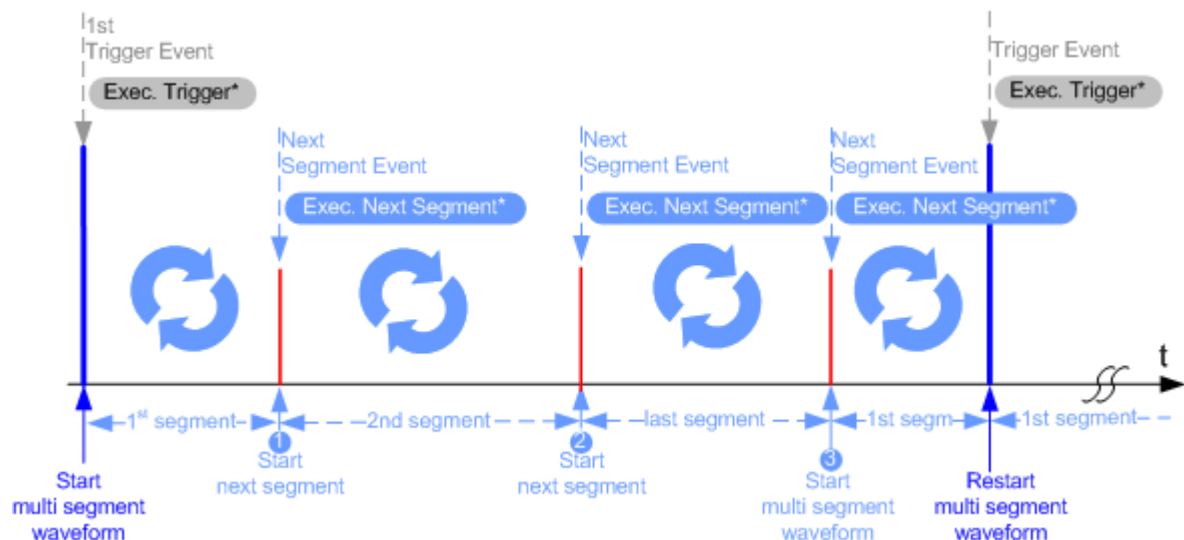 1st
Trigger Event
Exec. Trigger*
Trigger Event
Exec. Trigger*
Next
Segment Event
Exec. Next Segment*
Next
Segment Event
Exec. Next Segment*
Next
Segment Event
Exec. Next Segment*
t
1st segment
2nd segment
last segment
1st segm
1st segment
1
2
3
Start
multi segment
waveform
Start
next segment
Start
next segment
Start
multi segment
waveform
Restart
multi segment
waveform